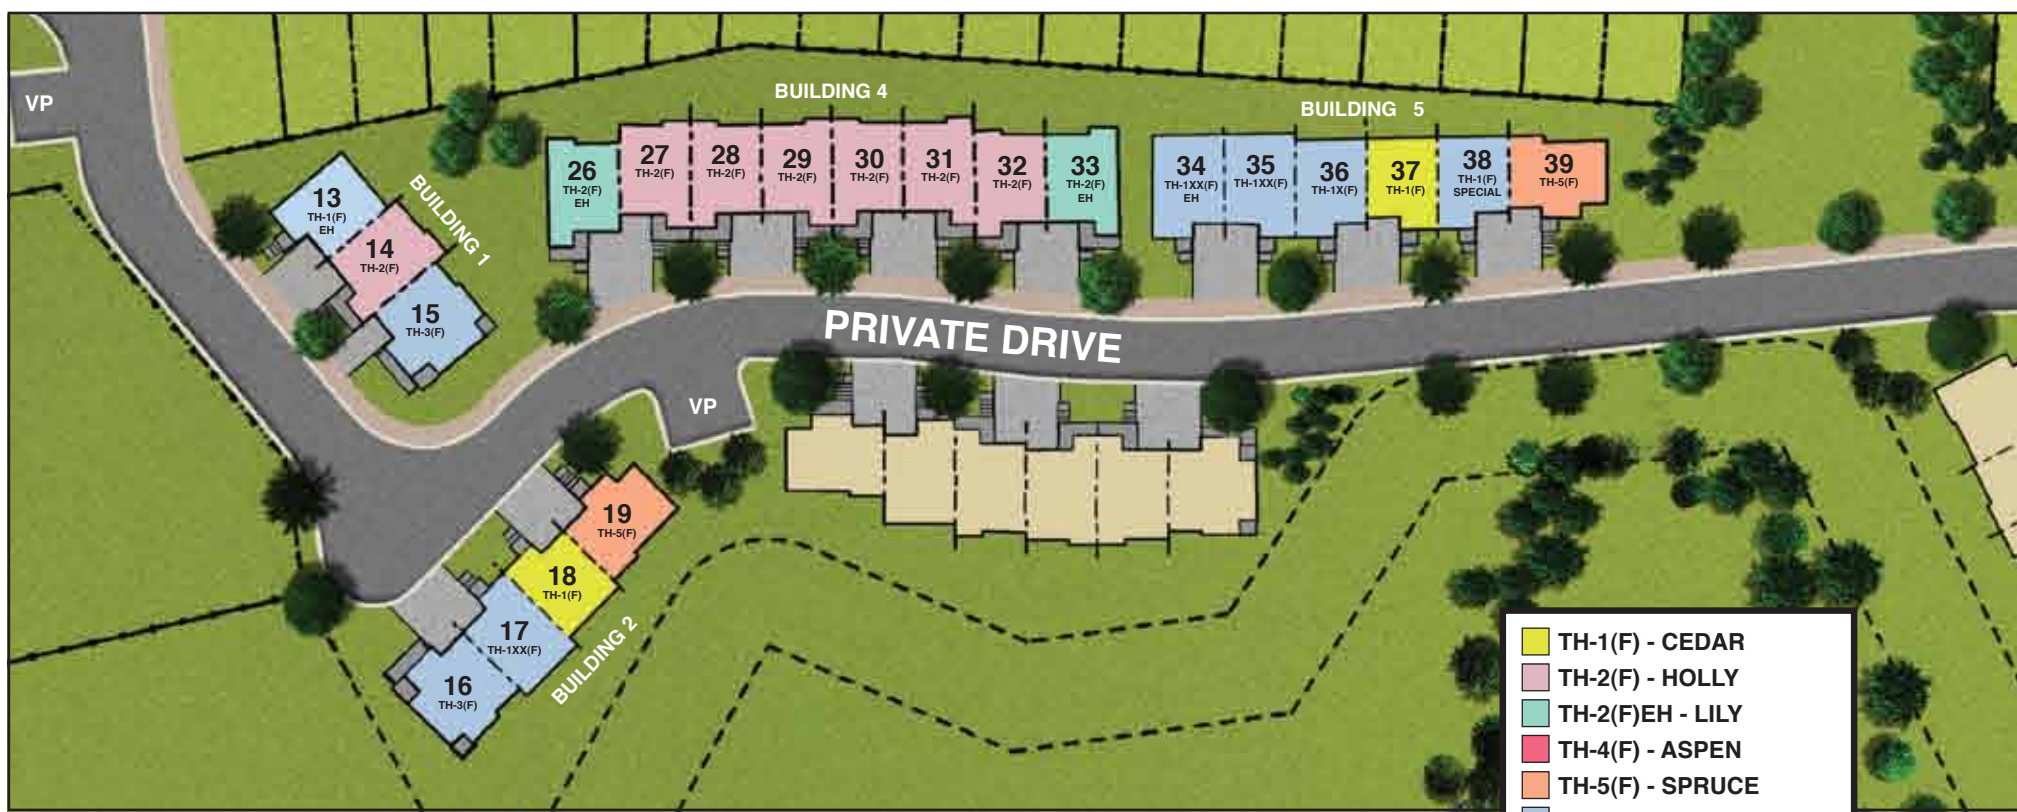 VP
BUILDING 4
BUILDING 5
26
TH-2(F)
EH
27
TH-2(F)
28
TH-2(F)
29
TH-2(F)
30
TH-2(F)
31
TH-2(F)
32
TH-2(F)
33
TH-2(F)
EH
34
TH-1XX(F)
EH
35
TH-1XX(F)
36
TH-1X(F)
37
TH-1(F)
38
TH-1(F)
SPECIAL
39
TH-5(F)
13
TH-1(F)
EH
14
TH-2(F)
15
TH-3(F)
BUILDING 1
PRIVATE DRIVE
VP
19
TH-5(F)
18
TH-1(F)
17
TH-1XX(F)
16
TH-3(F)
BUILDING 2
TH-1(F) - CEDAR
TH-2(F) - HOLLY
TH-2(F)EH - LILY
TH-4(F) - ASPEN
TH-5(F) - SPRUCE